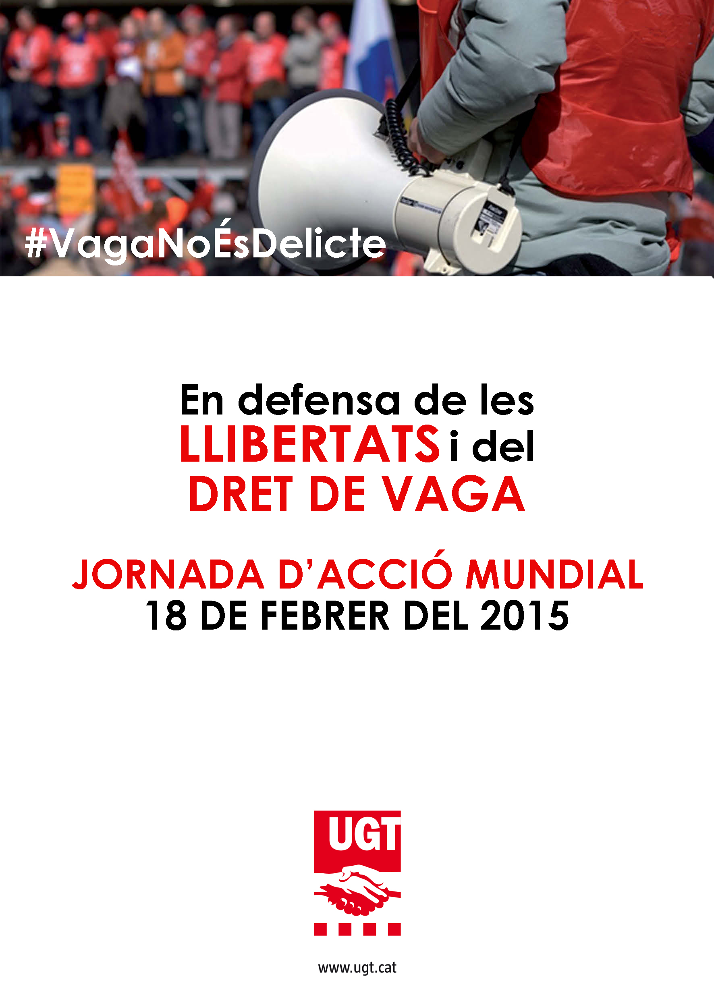 #VagaNoÉsDelicte
En defensa de les
LLIBERTATS i del
DRET DE VAGA
JORNADA D’ACCIÓ MUNDIAL
18 DE FEBRER DEL 2015
UGT
www.ugt.cat